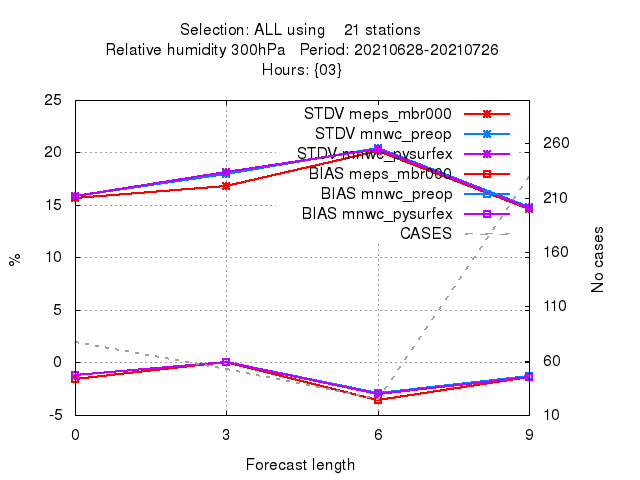 Selection: ALL using    21 stations
Relative humidity 300hPa   Period: 20210628-20210726
Hours: {03}
STDV meps_mbr000
STDV mnwc_preop
STDV mnwc_pysurfex
BIAS meps_mbr000
BIAS mnwc_preop
BIAS mnwc_pysurfex
CASES
25
20
15
10
5
0
-5
%
260
210
160
110
60
10
No cases
0 3 6 9
Forecast length